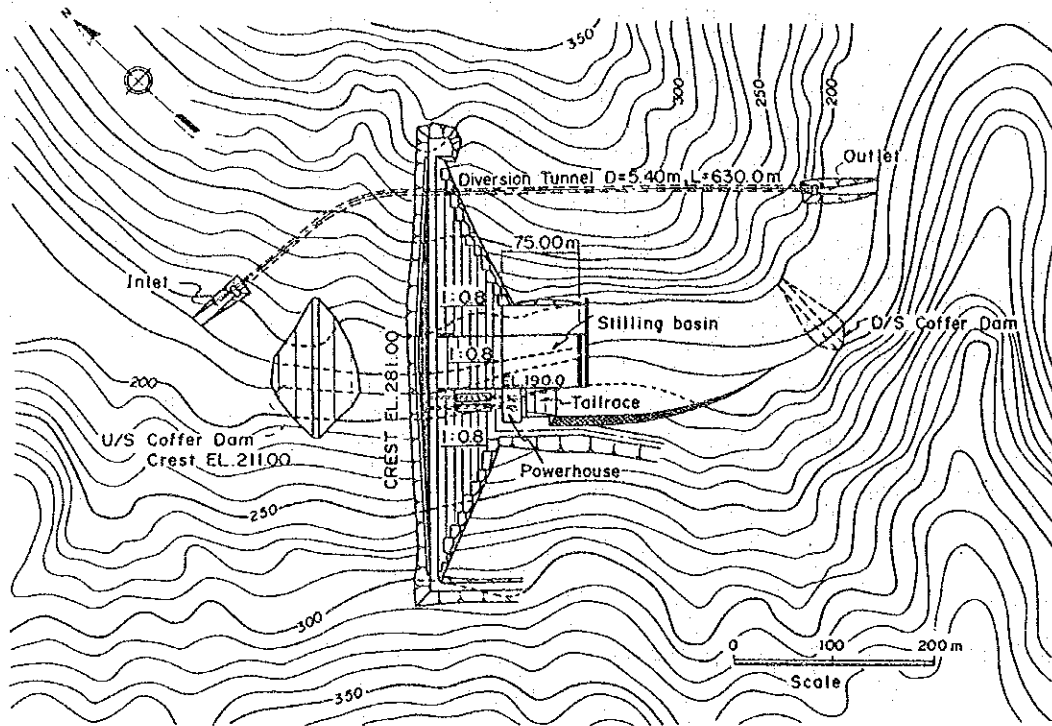 N
350
300
250
200
Outlet
Diversion Tunnel D=5.40m, L=630.0m
75.00m
Inlet
1:0.8
Stilling basin
D/S Coffer Dam
1:0.8
EL.190.0
Tailrace
200
U/S Coffer Dam
Crest EL.211.00
CREST EL.281.00
1:0.8
Powerhouse
250
300
350
0 100 200m
Scale